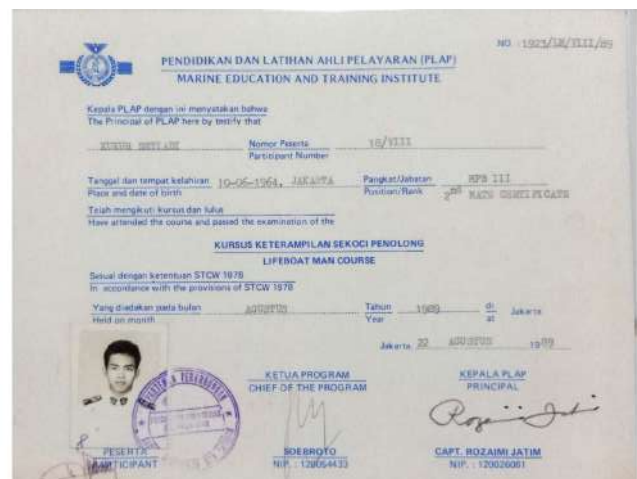 NO : 1923/LM/VIII/89
PENDIDIKAN DAN LATIHAN AHLI PELAYARAN (PLAP)
MARINE EDUCATION AND TRAINING INSTITUTE
Kepala PLAP dengan ini menyatakan bahwa
The Principal of PLAP here by testify that
Nomor Peserta 18/VIII
Participant Number
Tanggal dan tempat kelahiran 10-06-1964, JAKARTA Pangkat/Jabatan MPB III
Place and date of birth Position/Rank 2nd MATE CERTIFICATE
Telah mengikuti kursus dan lulus
Have attended the course and passed the examination of the
KURSUS KETERAMPILAN SEKOCI PENOLONG
LIFEBOAT MAN COURSE
Sesuai dengan ketentuan STCW 1978
In accordance with the provisions of STCW 1978
Yang diadakan pada bulan AGUSTUS Tahun 1989 di Jakarta
Held on month Year at
Jakarta, 22 AGUSTUS 1989
KETUA PROGRAM KEPALA PLAP
CHIEF OF THE PROGRAM PRINCIPAL
PESERTA SOEBROTO CAPT. ROZAIMI JATIM
PARTICIPANT NIP. : 120054433 NIP. : 120026081